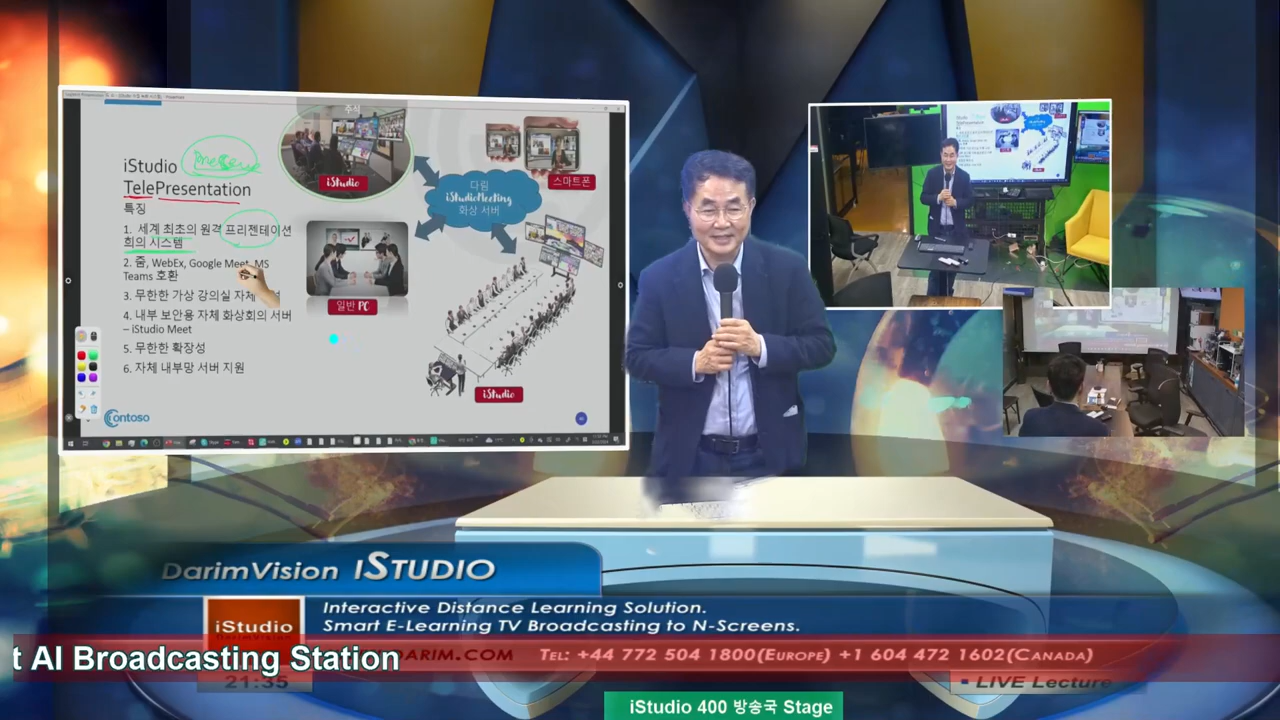 iStudio
TelePresentation
특징
1. 세계 최초의 원격 프리젠테이션
회의 시스템
2. 줌, WebEx, Google Meet, MS
Teams 호환
3. 무한한 가상 강의실 자체
4. 내부 보안용 자체 화상회의 서버
– iStudio Meet
5. 무한한 확장성
6. 자체 내부망 서버 지원
Contoso
iStudio
다림
iStudioMeeting
화상 서버
스마트폰
일반 PC
iStudio
DarimVision iStudio
iStudio
Interactive Distance Learning Solution.
Smart E-Learning TV Broadcasting to N-Screens.
t AI Broadcasting Station
DARIM.COM
Tel: +44 772 504 1800(Europe) +1 604 472 1602(Canada)
21:35
LIVE Lecture
iStudio 400 방송국 Stage